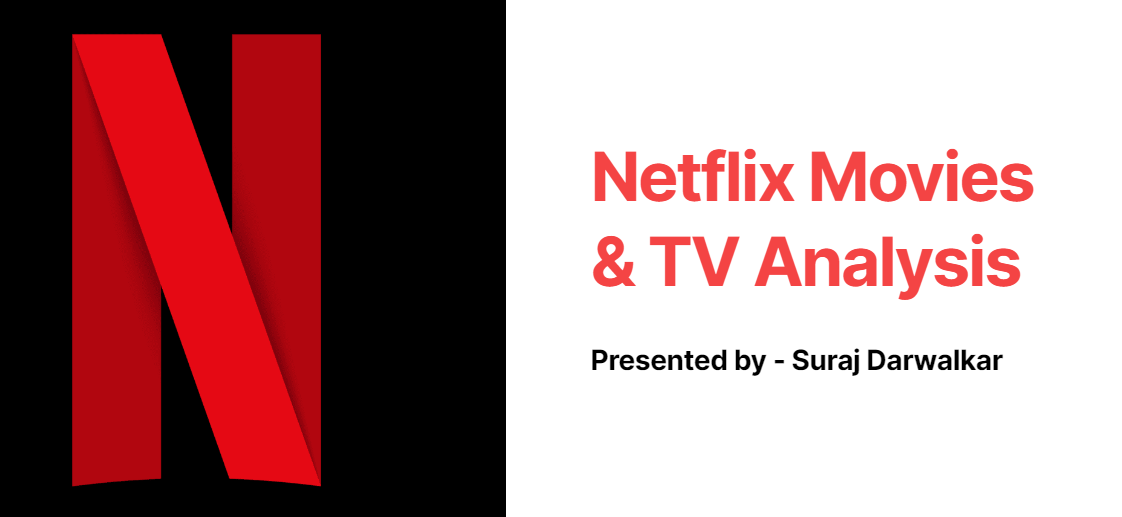 Netflix Movies
& TV Analysis
Presented by - Suraj Darwalkar